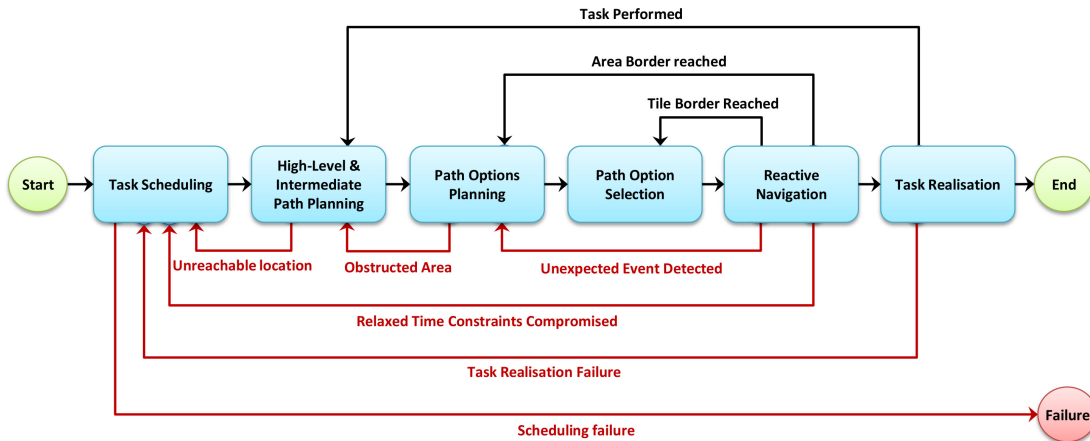 Task Performed
Area Border reached
Tile Border Reached
Start
Task Scheduling
High-Level &
Intermediate
Path Planning
Path Options
Planning
Path Option
Selection
Reactive
Navigation
Task Realisation
End
Unreachable location
Obstructed Area
Unexpected Event Detected
Relaxed Time Constraints Compromised
Task Realisation Failure
Failure
Scheduling failure